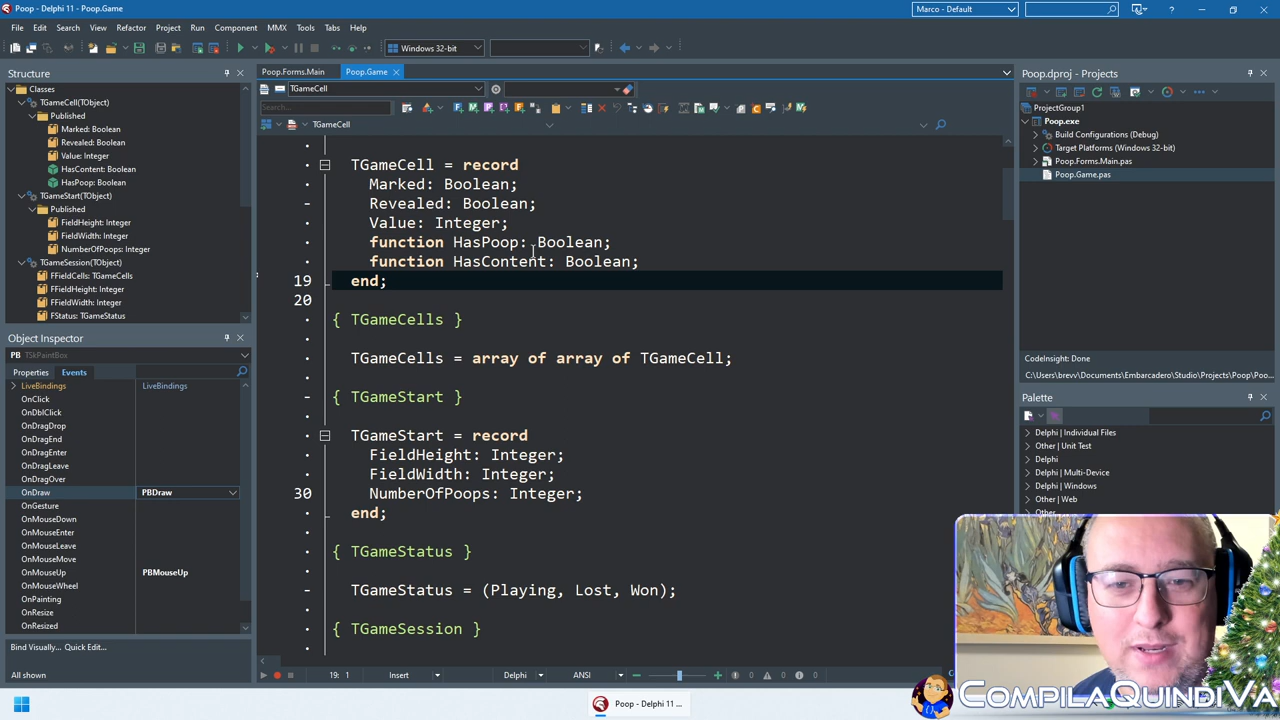 Poop - Delphi 11 - Poop.Game
Marco - Default
File Edit Search View Refactor Project Run Component MMX Tools Tabs Help
Windows 32-bit
Structure
Classes
TGameCell(TObject)
Published
Marked: Boolean
Revealed: Boolean
Value: Integer
HasContent: Boolean
HasPoop: Boolean
TGameStart(TObject)
Published
FieldHeight: Integer
FieldWidth: Integer
NumberOfPoops: Integer
TGameSession(TObject)
FFieldCells: TGameCells
FFieldHeight: Integer
FFieldWidth: Integer
FStatus: TGameStatus
Object Inspector
PB TSkPaintBox
Properties Events
LiveBindings LiveBindings
OnClick
OnDblClick
OnDragDrop
OnDragEnd
OnDragEnter
OnDragLeave
OnDragOver
OnDraw PBDraw
OnGesture
OnMouseDown
OnMouseEnter
OnMouseLeave
OnMouseMove
OnMouseUp PBMouseUp
OnMouseWheel
OnPainting
OnResize
OnResized
Bind Visually... Quick Edit...
All shown
Poop.Forms.Main Poop.Game
TGameCell
Search...
TGameCell
TGameCell = record
Marked: Boolean;
Revealed: Boolean;
Value: Integer;
function HasPoop: Boolean;
function HasContent: Boolean;
19 end;
20
{ TGameCells }
TGameCells = array of array of TGameCell;
{ TGameStart }
TGameStart = record
FieldHeight: Integer;
FieldWidth: Integer;
30 NumberOfPoops: Integer;
end;
{ TGameStatus }
TGameStatus = (Playing, Lost, Won);
{ TGameSession }
19: 1 Insert Delphi ANSI 0 0 0
Poop.dproj - Projects
ProjectGroup1
Poop.exe
Build Configurations (Debug)
Target Platforms (Windows 32-bit)
Poop.Forms.Main.pas
Poop.Game.pas
CodeInsight: Done
C:\Users\brevv\Documents\Embarcadero\Studio\Projects\Poop\Poo...
Palette
Delphi | Individual Files
Other | Unit Test
Delphi
Delphi | Multi-Device
Delphi | Windows
Other | Web
Other
COMPILAQUINDIVA
Poop - Delphi 11 ...